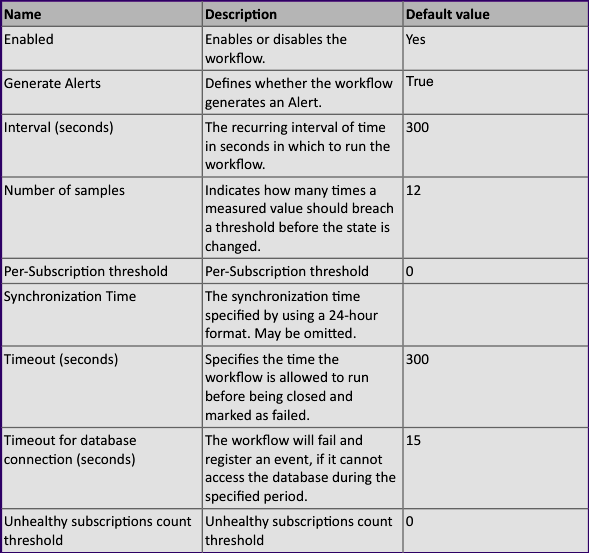 Name Description Default value
Enabled Enables or disables the Yes
workflow.
Generate Alerts Defines whether the workflow True
generates an Alert.
Interval (seconds) The recurring interval of time 300
in seconds in which to run the
workflow.
Number of samples Indicates how many times a 12
measured value should breach
a threshold before the state is
changed.
Per-Subscription threshold Per-Subscription threshold 0
Synchronization Time The synchronization time
specified by using a 24-hour
format. May be omitted.
Timeout (seconds) Specifies the time the 300
workflow is allowed to run
before being closed and
marked as failed.
Timeout for database The workflow will fail and 15
connection (seconds) register an event, if it cannot
access the database during the
specified period.
Unhealthy subscriptions count Unhealthy subscriptions count 0
threshold threshold